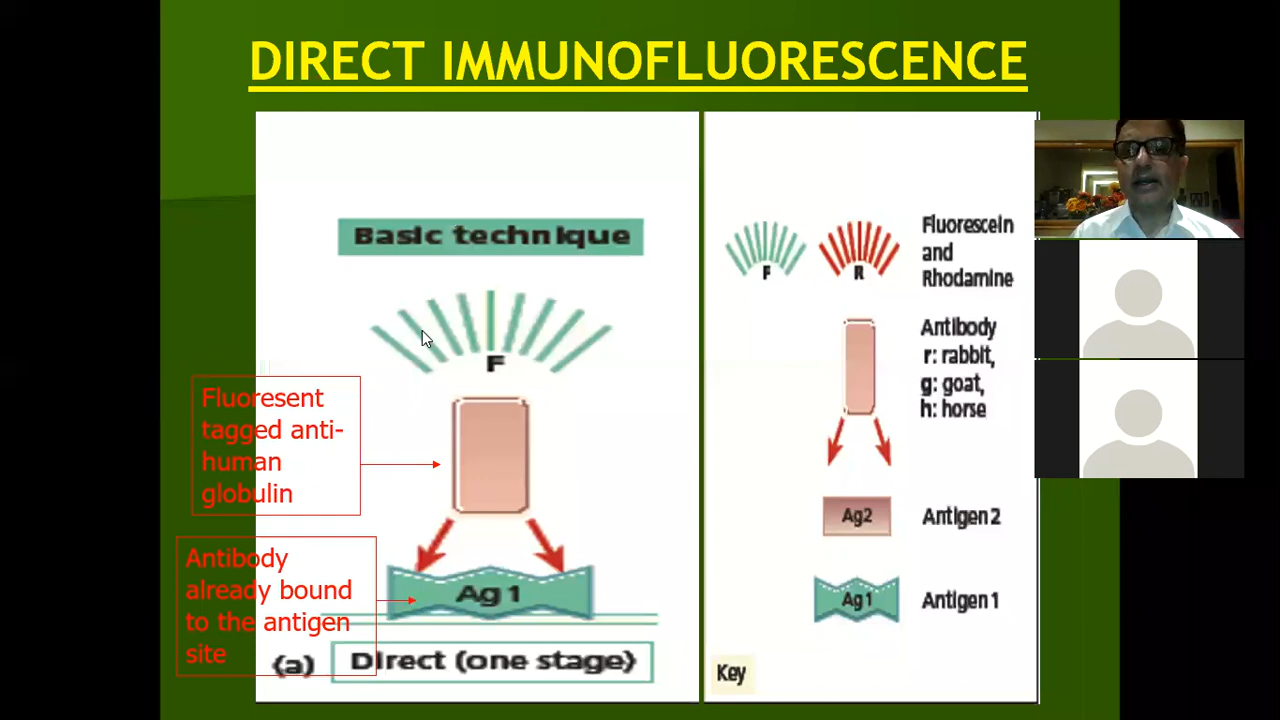 DIRECT IMMUNOFLUORESCENCE
Basic technique
F
Fluoresent
tagged anti-
human
globulin
Antibody
already bound
to the antigen
site
Ag 1
(a)
Direct (one stage)
F
R
Fluorescein
and
Rhodamine
Antibody
r: rabbit,
g: goat,
h: horse
Ag2
Antigen 2
Ag1
Antigen 1
Key